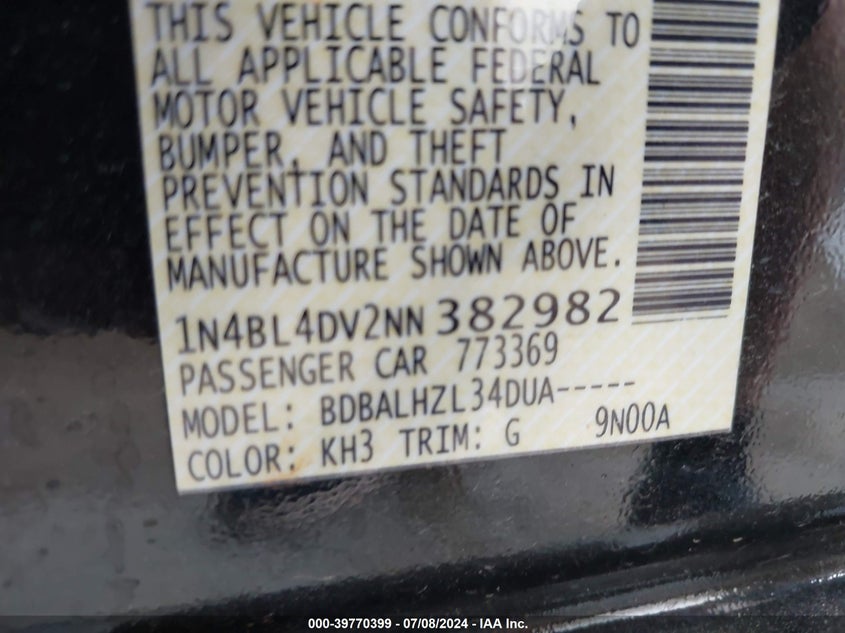 THIS VEHICLE CONFORMS TO
ALL APPLICABLE FEDERAL
MOTOR VEHICLE SAFETY,
BUMPER, AND THEFT
PREVENTION STANDARDS IN
EFFECT ON THE DATE OF
MANUFACTURE SHOWN ABOVE.
1N4BL4DV2NN 382982
PASSENGER CAR 773369
MODEL: BDBALHZL34DUA-----
COLOR: KH3 TRIM: G 9N00A
000-39770399 - 07/08/2024 - IAA Inc.